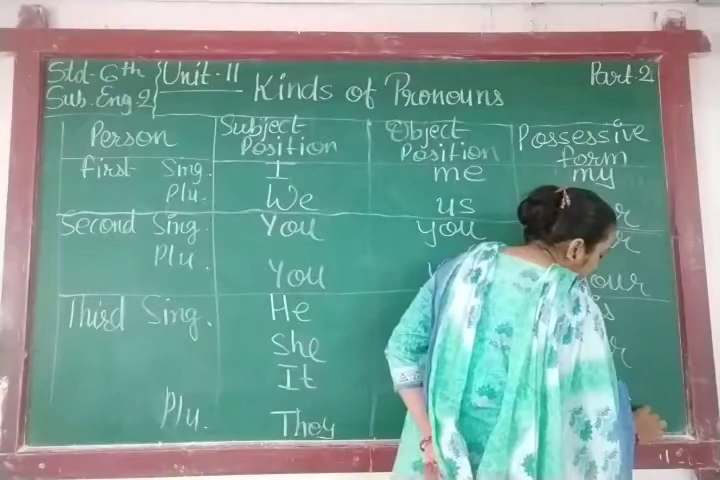 Std-6th
Sub. Eng. 2
Unit-11
Part.2
Kinds of Pronouns
Person Subject Position Object Position Possessive form
first Sing. I me my
Plu. We us
Second Sing. You you
Plu. You our
Third Sing. He
She
It
Plu. They